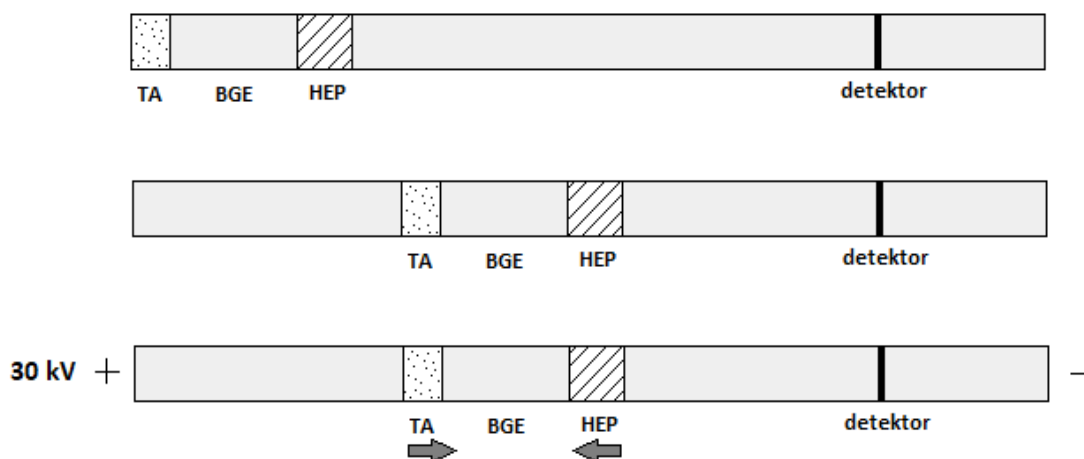 TA BGE HEP detektor
TA BGE HEP detektor
30 kV + −
TA BGE HEP detektor